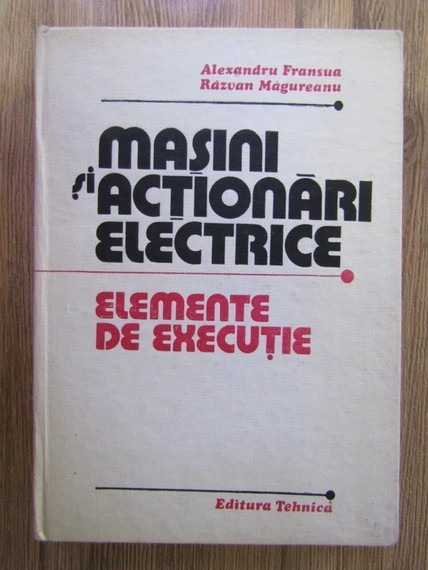 Alexandru Fransua
Răzvan Măgureanu
MAȘINI
și ACȚIONĂRI
ELECTRICE
ELEMENTE
DE EXECUȚIE
Editura Tehnică